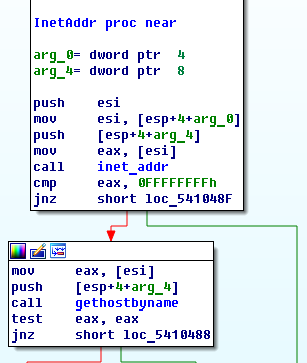 InetAddr proc near
arg_0= dword ptr 4
arg_4= dword ptr 8
push esi
mov esi, [esp+4+arg_0]
push [esp+4+arg_4]
mov eax, [esi]
call inet_addr
cmp eax, 0FFFFFFFFh
jnz short loc_541048F
mov eax, [esi]
push [esp+4+arg_4]
call gethostbyname
test eax, eax
jnz short loc_5410488